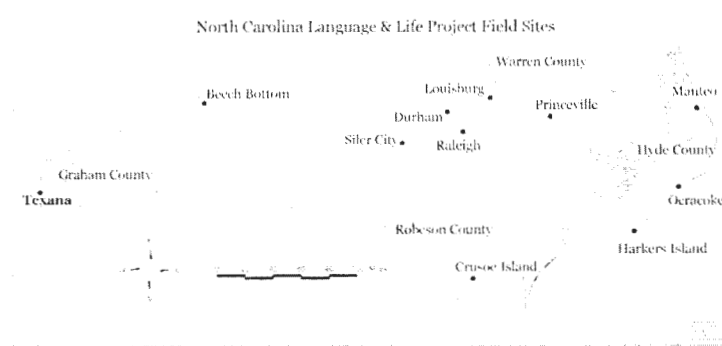 North Carolina Language & Life Project Field Sites
Warren County
Beech Bottom
Louisburg
Manteo
Princeville
Durham
Siler City
Raleigh
Hyde County
Graham County
Texana
Ocracoke
Robeson County
Harkers Island
Crusoe Island